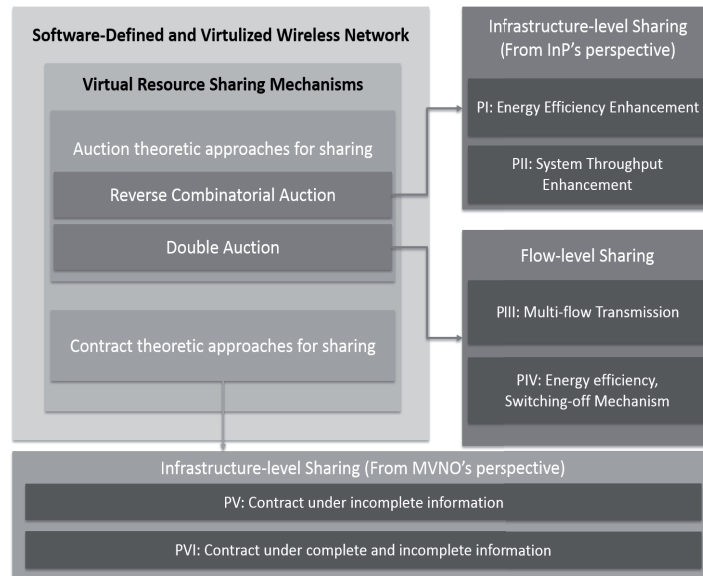 Software-Defined and Virtulized Wireless Network
Virtual Resource Sharing Mechanisms
Auction theoretic approaches for sharing
Reverse Combinatorial Auction
Double Auction
Contract theoretic approaches for sharing
Infrastructure-level Sharing
(From InP's perspective)
PI: Energy Efficiency Enhancement
PII: System Throughput
Enhancement
Flow-level Sharing
PIII: Multi-flow Transmission
PIV: Energy efficiency,
Switching-off Mechanism
Infrastructure-level Sharing (From MVNO's perspective)
PV: Contract under incomplete information
PVI: Contract under complete and incomplete information